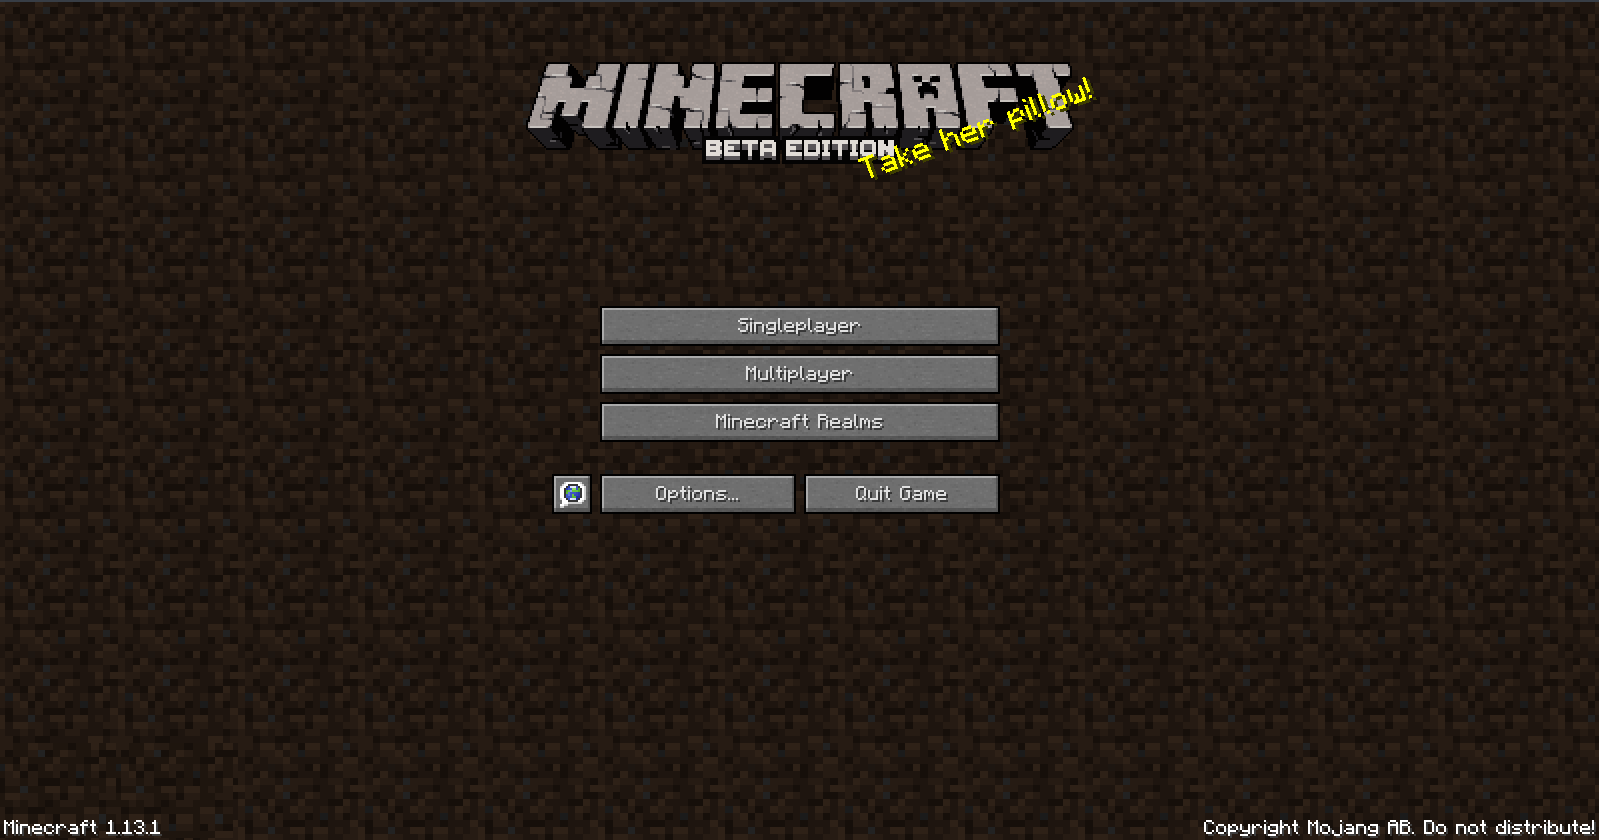 MINECRAFT
BETA EDITION
Take her pillow!
Singleplayer
Multiplayer
Minecraft Realms
Options...
Quit Game
Minecraft 1.13.1
Copyright Mojang AB. Do not distribute!